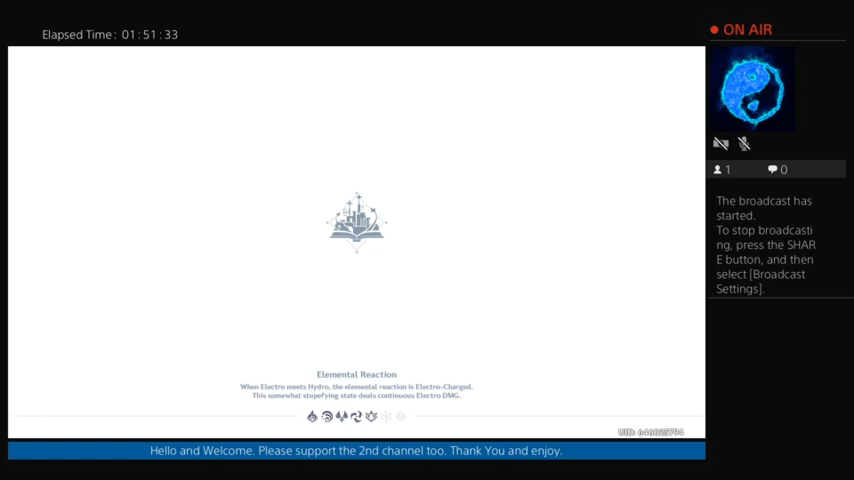 Elapsed Time: 01:51:33
ON AIR
1 0
The broadcast has
started.
To stop broadcasti
ng, press the SHAR
E button, and then
select [Broadcast
Settings].
Elemental Reaction
When Electro meets Hydro, the elemental reaction is Electro-Charged.
This somewhat stupefying state deals continuous Electro DMG.
Hello and Welcome. Please support the 2nd channel too. Thank You and enjoy.